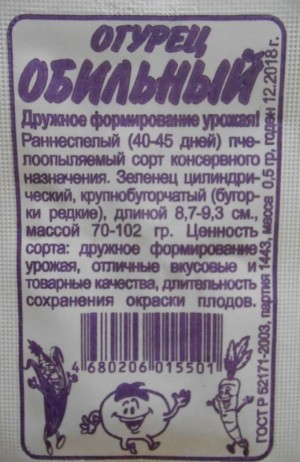 ОГУРЕЦ
ОБИЛЬНЫЙ
Дружное формирование урожая!
Раннеспелый (40-45 дней) пче-
лоопыляемый сорт консервного
назначения. Зеленец цилиндри-
ческий, крупнобугорчатый (бугор-
ки редкие), длиной 8,7-9,3 см.,
массой 70-102 гр. Ценность
сорта: дружное формирование
урожая, отличные вкусовые и
товарные качества, длительность
сохранения окраски плодов.
4 680206 015501
ГОСТ Р 52171-2003, партия 1443, масса 0,5 гр, годен 12.2018 г.